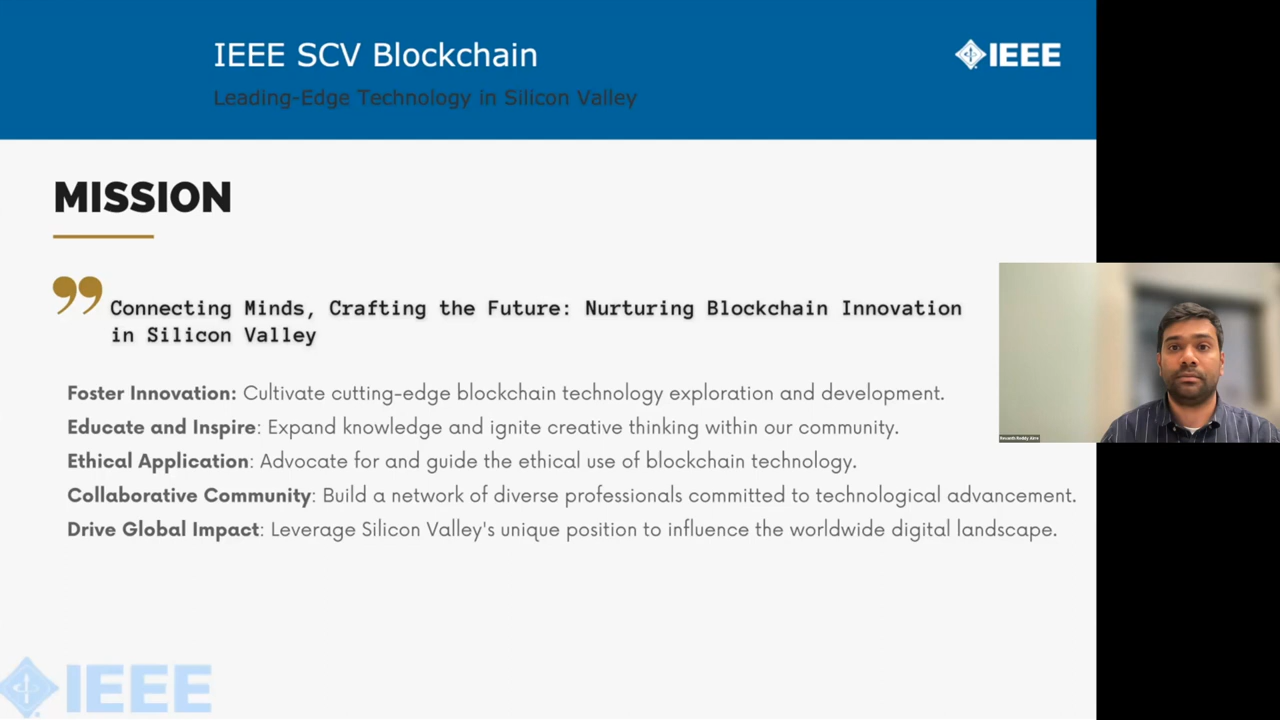 IEEE SCV Blockchain
IEEE
Leading-Edge Technology in Silicon Valley
MISSION
Connecting Minds, Crafting the Future: Nurturing Blockchain Innovation
in Silicon Valley
Foster Innovation: Cultivate cutting-edge blockchain technology exploration and development.
Educate and Inspire: Expand knowledge and ignite creative thinking within our community.
Ethical Application: Advocate for and guide the ethical use of blockchain technology.
Collaborative Community: Build a network of diverse professionals committed to technological advancement.
Drive Global Impact: Leverage Silicon Valley's unique position to influence the worldwide digital landscape.
IEEE